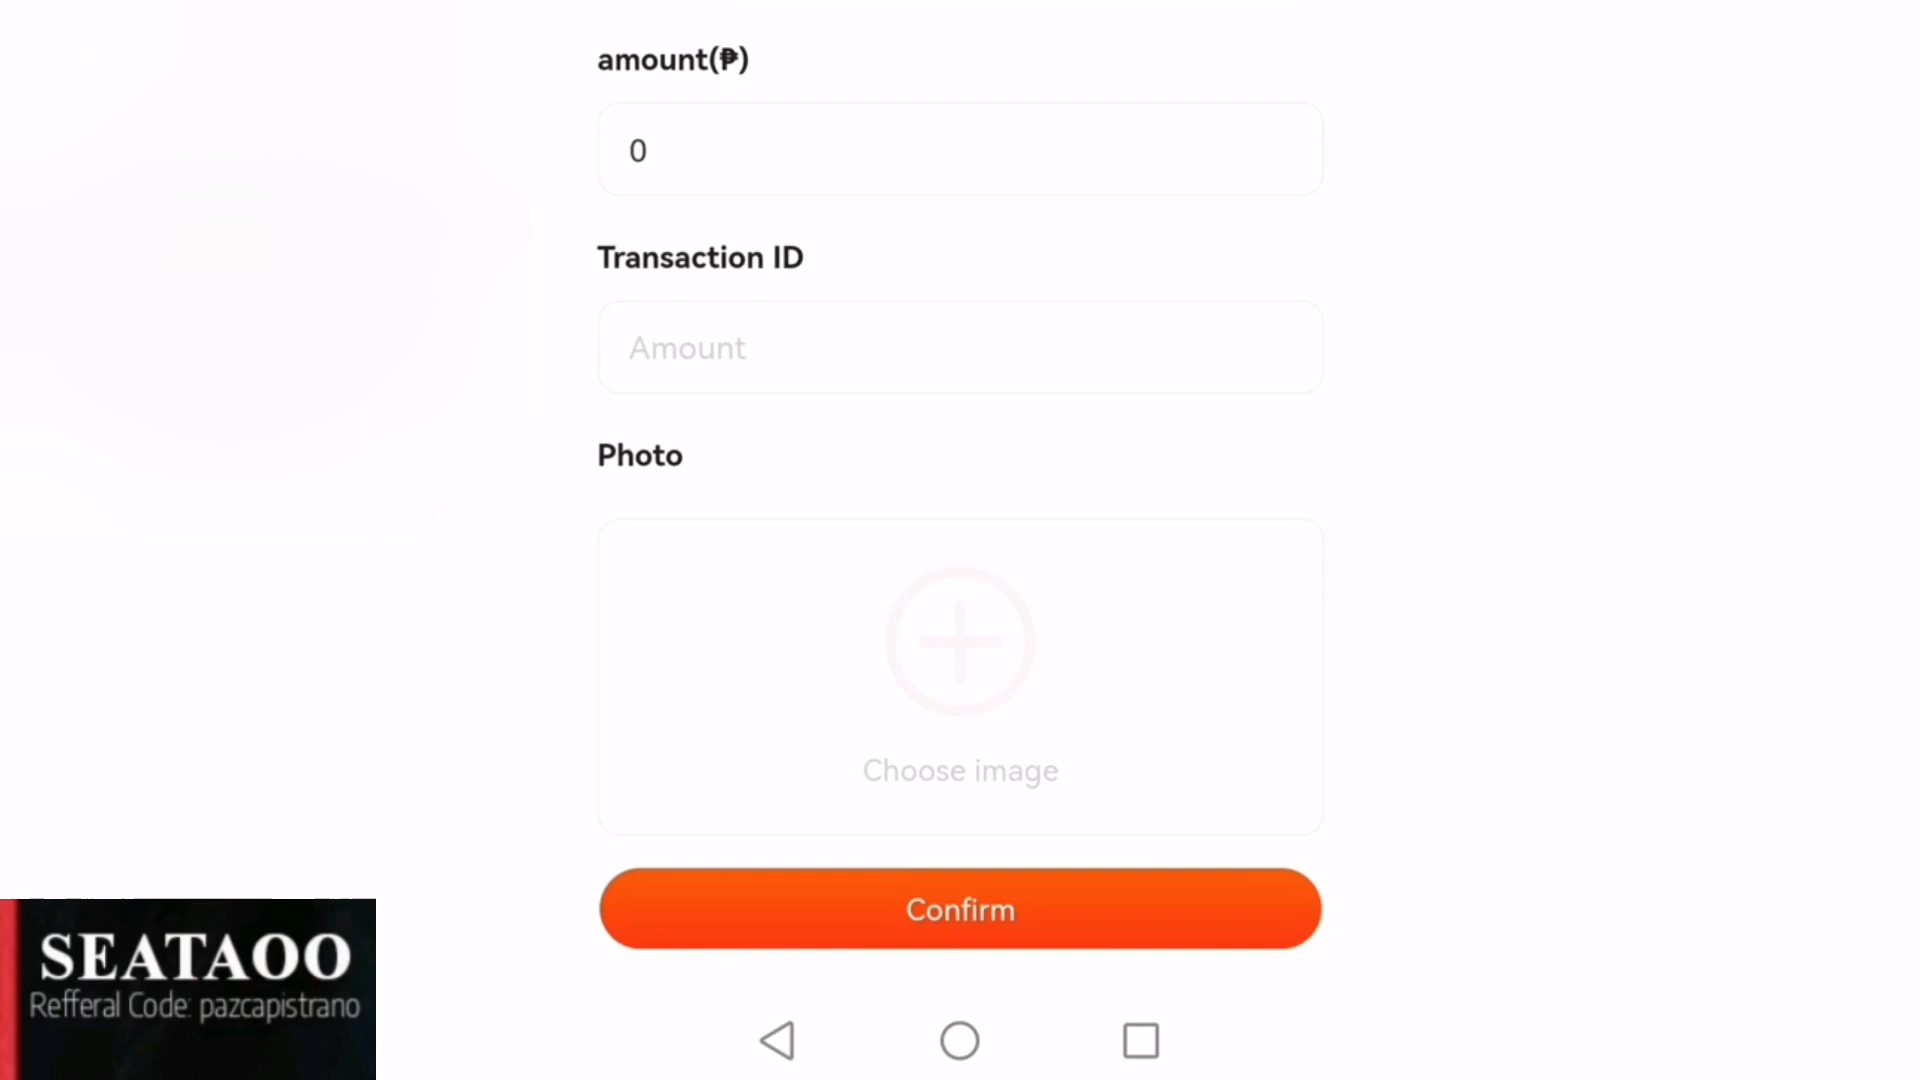 amount(₱)
0
Transaction ID
Amount
Photo
Choose image
Confirm
SEATAOO
Refferal Code: pazcapistrano